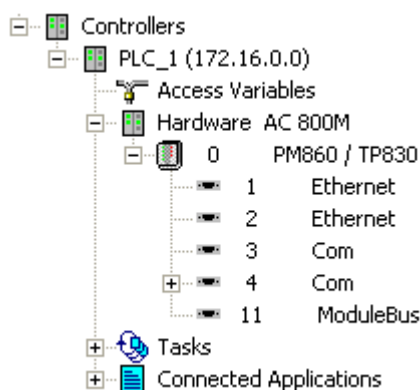 Controllers
PLC_1 (172.16.0.0)
Access Variables
Hardware AC 800M
0 PM860 / TP830
1 Ethernet
2 Ethernet
3 Com
4 Com
11 ModuleBus
Tasks
Connected Applications